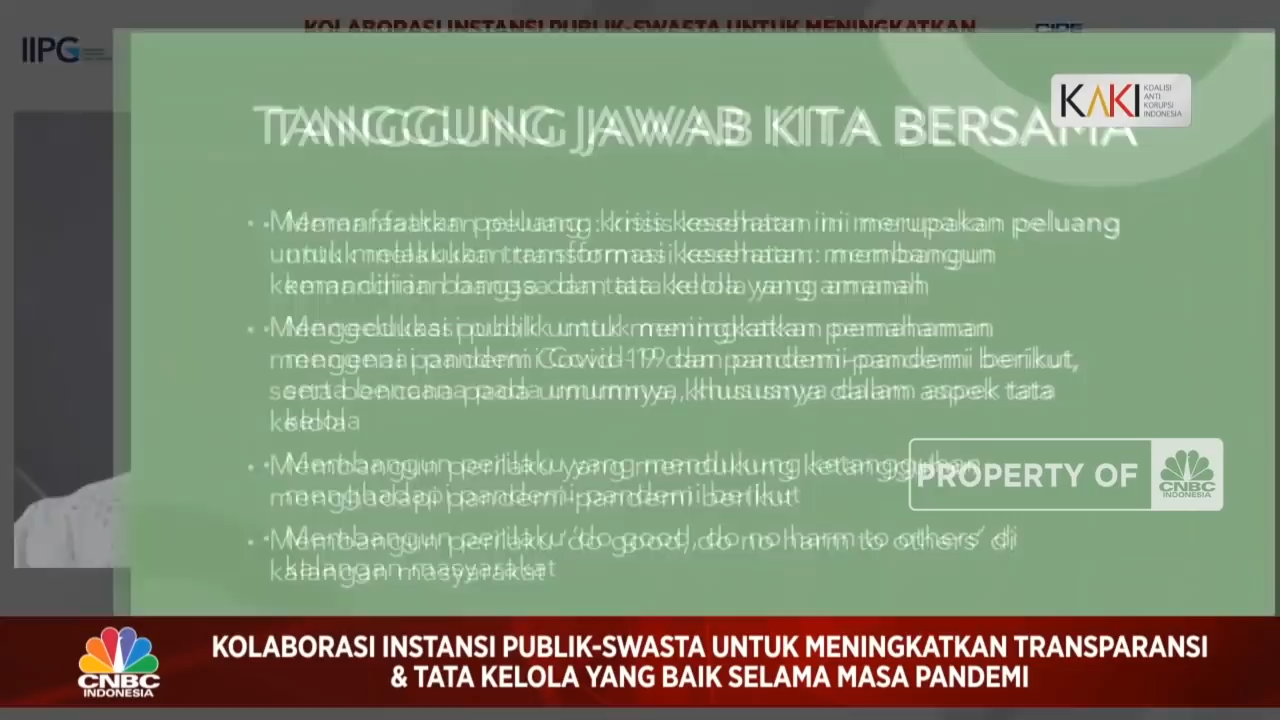 KOLABORASI INSTANSI PUBLIK-SWASTA UNTUK MENINGKATKAN
CIPE
IIPG
KAKI
KOALISI
ANTI
KORUPSI
INDONESIA
TANGGUNG JAWAB KITA BERSAMA
• Memanfaatkan peluang: krisis kesehatan ini merupakan peluang
untuk melakukan transformasi kesehatan: membangun
kemandirian bangsa dan tata kelola yang amanah
• Mengedukasi publik untuk meningkatkan pemahaman
mengenai pandemi Covid-19 dan pandemi-pandemi berikut,
serta bencana pada umumnya, khususnya dalam aspek tata
kelola
• Membangun perilaku yang mendukung ketangguhan
menghadapi pandemi-pandemi berikut
• Membangun perilaku 'do good, do no harm to others' di
kalangan masyarakat
PROPERTY OF
CNBC
INDONESIA
CNBC
INDONESIA
KOLABORASI INSTANSI PUBLIK-SWASTA UNTUK MENINGKATKAN TRANSPARANSI
& TATA KELOLA YANG BAIK SELAMA MASA PANDEMI